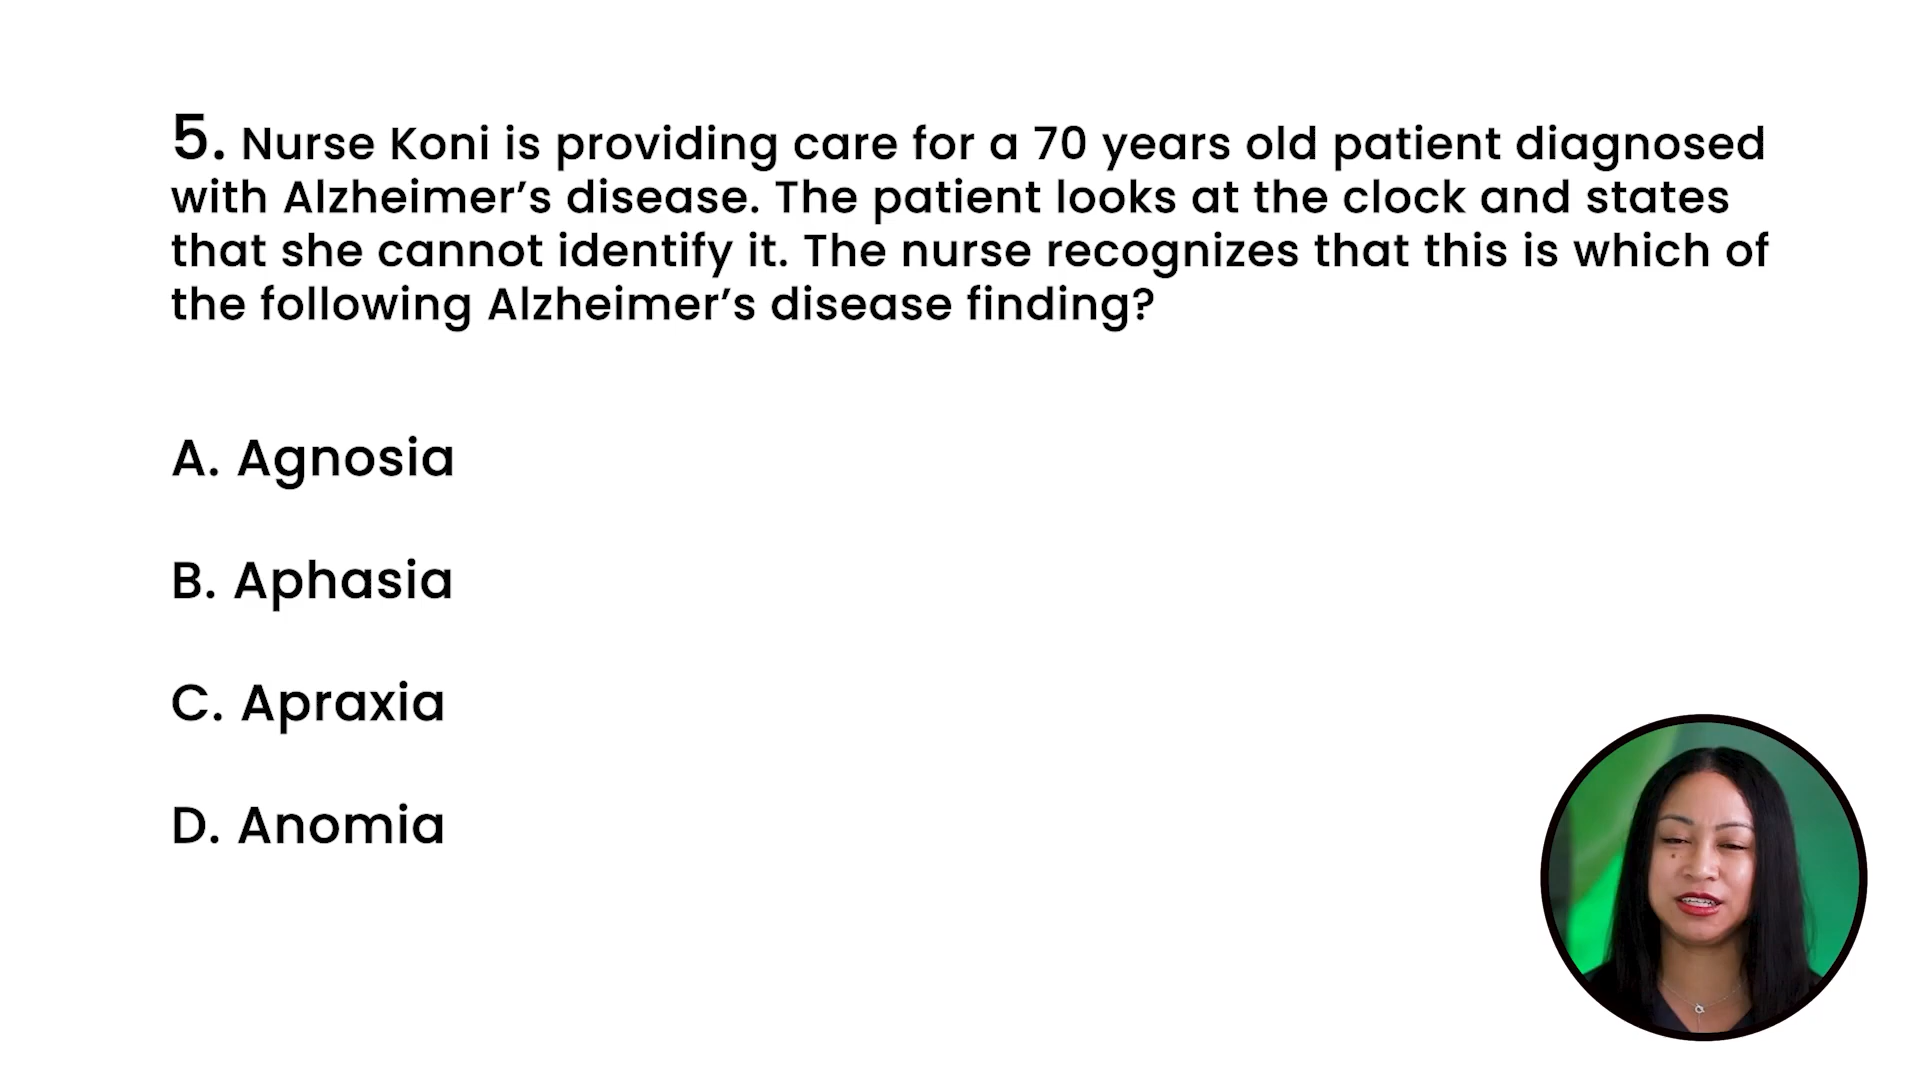 5. Nurse Koni is providing care for a 70 years old patient diagnosed
with Alzheimer’s disease. The patient looks at the clock and states
that she cannot identify it. The nurse recognizes that this is which of
the following Alzheimer’s disease finding?
A. Agnosia
B. Aphasia
C. Apraxia
D. Anomia